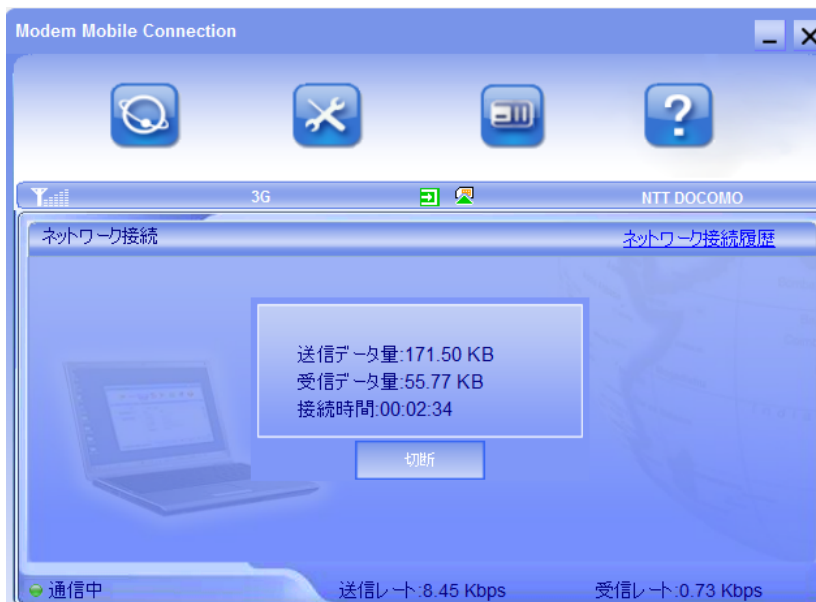 Modem Mobile Connection
3G
NTT DOCOMO
ネットワーク接続
ネットワーク接続履歴
送信データ量:171.50 KB
受信データ量:55.77 KB
接続時間:00:02:34
切断
通信中
送信レート:8.45 Kbps
受信レート:0.73 Kbps